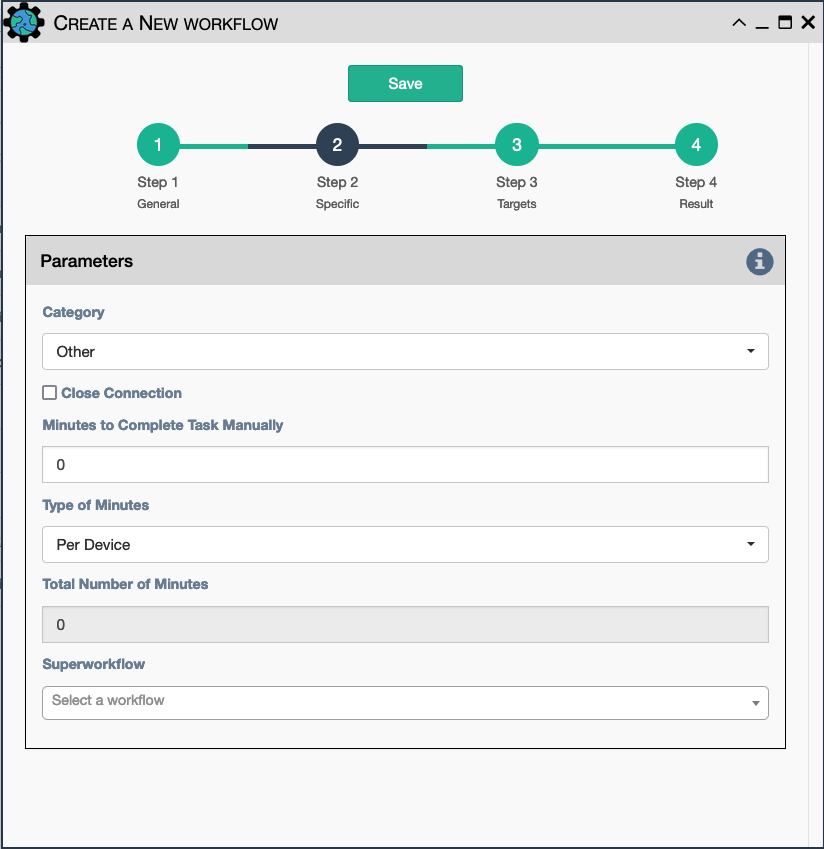 Create a New workflow
Save
1 2 3 4
Step 1 Step 2 Step 3 Step 4
General Specific Targets Result
Parameters
Category
Other
Close Connection
Minutes to Complete Task Manually
0
Type of Minutes
Per Device
Total Number of Minutes
0
Superworkflow
Select a workflow